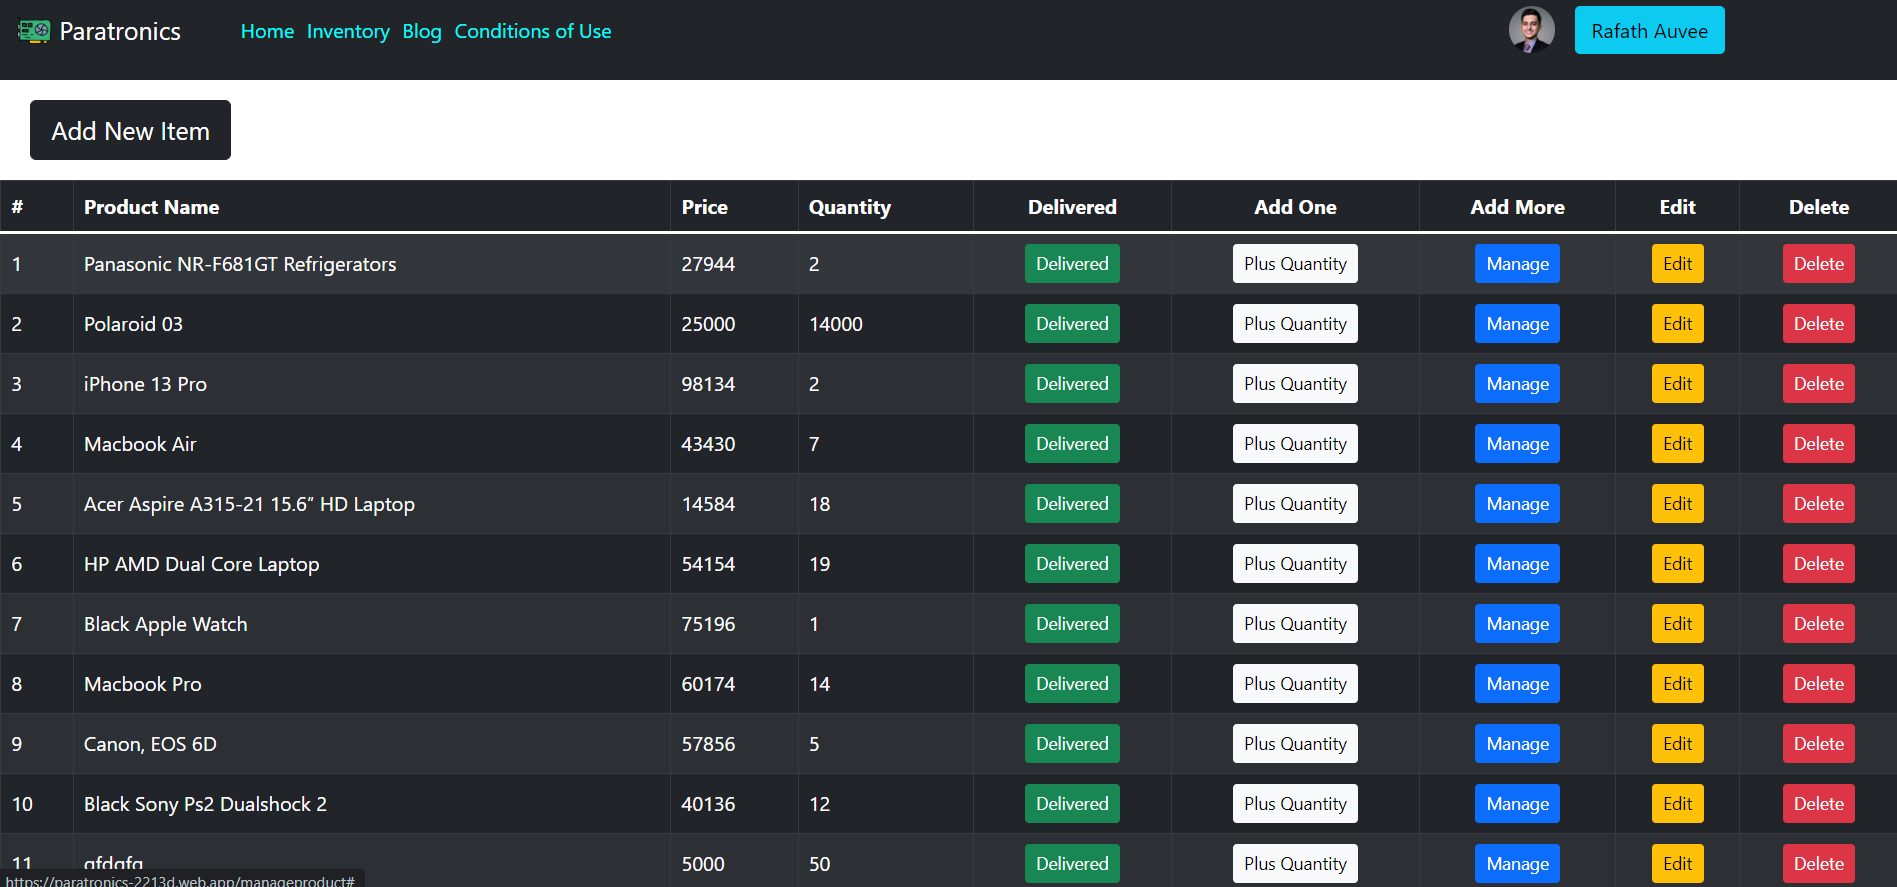 Paratronics Home Inventory Blog Conditions of Use Rafath Auvee
Add New Item
# Product Name Price Quantity Delivered Add One Add More Edit Delete
1 Panasonic NR-F681GT Refrigerators 27944 2 Delivered Plus Quantity Manage Edit Delete
2 Polaroid 03 25000 14000 Delivered Plus Quantity Manage Edit Delete
3 iPhone 13 Pro 98134 2 Delivered Plus Quantity Manage Edit Delete
4 Macbook Air 43430 7 Delivered Plus Quantity Manage Edit Delete
5 Acer Aspire A315-21 15.6″ HD Laptop 14584 18 Delivered Plus Quantity Manage Edit Delete
6 HP AMD Dual Core Laptop 54154 19 Delivered Plus Quantity Manage Edit Delete
7 Black Apple Watch 75196 1 Delivered Plus Quantity Manage Edit Delete
8 Macbook Pro 60174 14 Delivered Plus Quantity Manage Edit Delete
9 Canon, EOS 6D 57856 5 Delivered Plus Quantity Manage Edit Delete
10 Black Sony Ps2 Dualshock 2 40136 12 Delivered Plus Quantity Manage Edit Delete
11 5000 50 Delivered Plus Quantity Manage Edit Delete
https://paratronics-2213d.web.app/manageproduct#